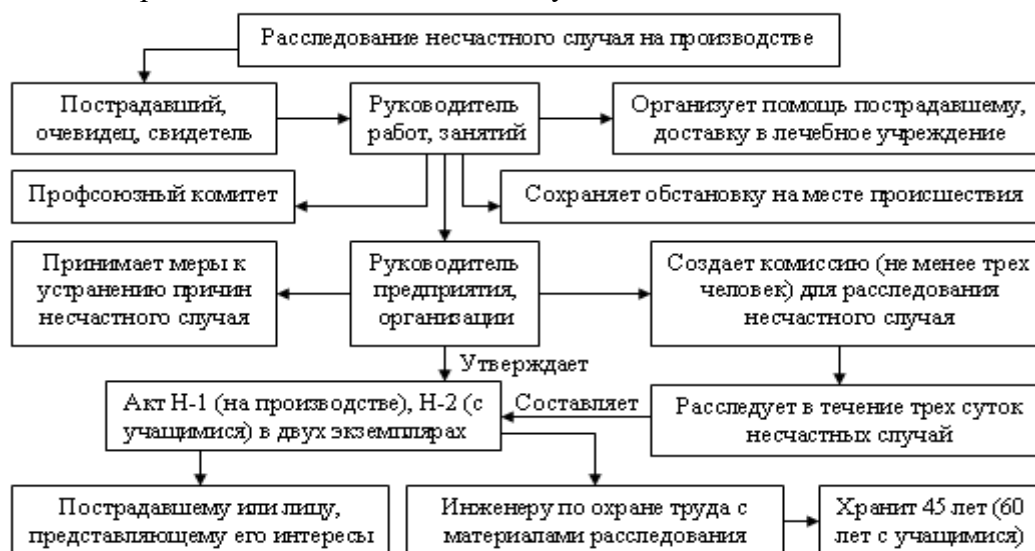 Расследование несчастного случая на производстве
Пострадавший,
очевидец, свидетель
Руководитель
работ, занятий
Организует помощь пострадавшему,
доставку в лечебное учреждение
Профсоюзный комитет
Сохраняет обстановку на месте происшествия
Принимает меры к
устранению причин
несчастного случая
Руководитель
предприятия,
организации
Создает комиссию (не менее трех
человек) для расследования
несчастного случая
Утверждает
Акт Н-1 (на производстве), Н-2 (с
учащимися) в двух экземплярах
Составляет
Расследует в течение трех суток
несчастных случай
Пострадавшему или лицу,
представляющему его интересы
Инженеру по охране труда с
материалами расследования
Хранит 45 лет (60
лет с учащимися)